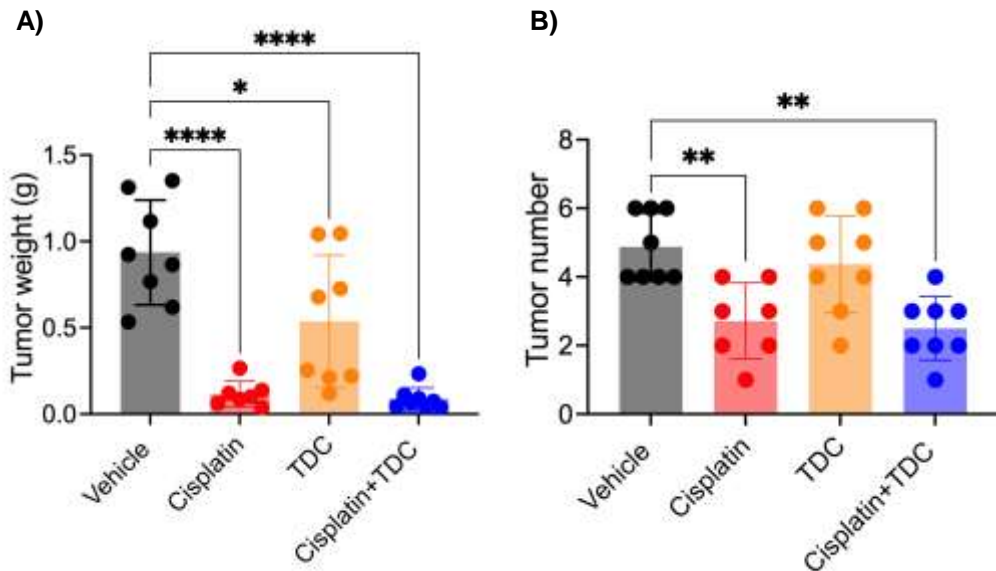 A)
****
*
****
Tumor weight (g)
1.5
1.0
0.5
0.0
Vehicle
Cisplatin
TDC
Cisplatin+TDC
B)
**
**
Tumor number
8
6
4
2
0
Vehicle
Cisplatin
TDC
Cisplatin+TDC